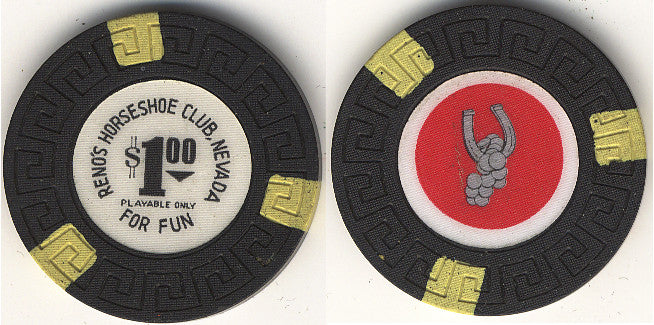 RENO'S HORSESHOE CLUB, NEVADA
$1.00
PLAYABLE ONLY
FOR FUN